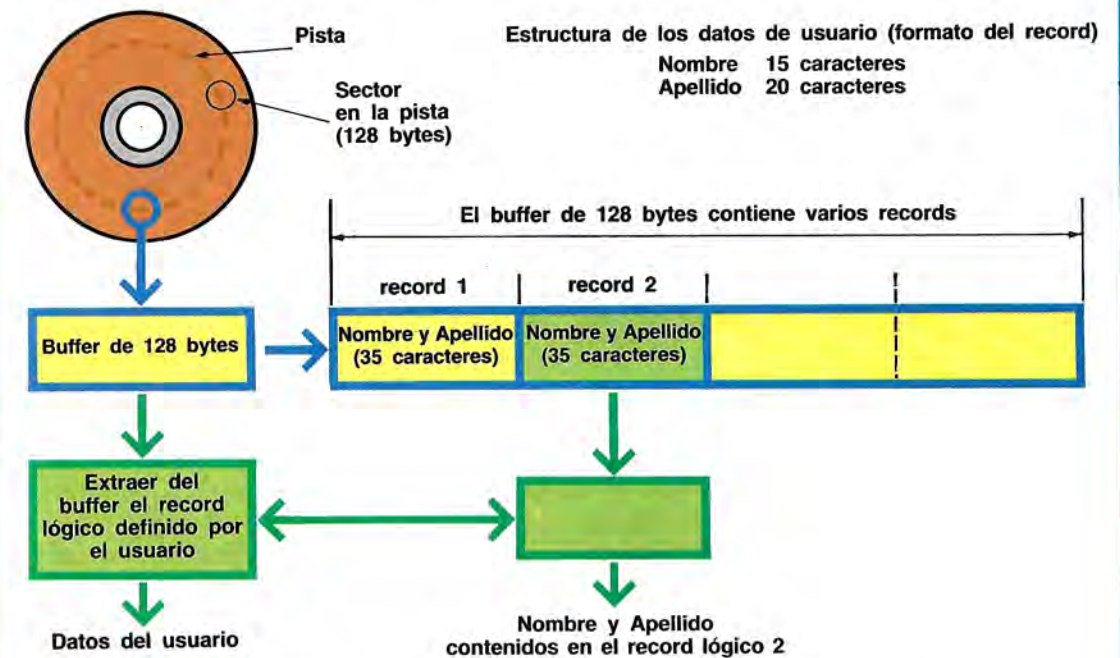 Pista
Sector
en la pista
(128 bytes)
Estructura de los datos de usuario (formato del record)
Nombre 15 caracteres
Apellido 20 caracteres
El buffer de 128 bytes contiene varios records
record 1
record 2
Buffer de 128 bytes
Nombre y Apellido
(35 caracteres)
Nombre y Apellido
(35 caracteres)
Extraer del
buffer el record
lógico definido por
el usuario
Datos del usuario
Nombre y Apellido
contenidos en el record lógico 2